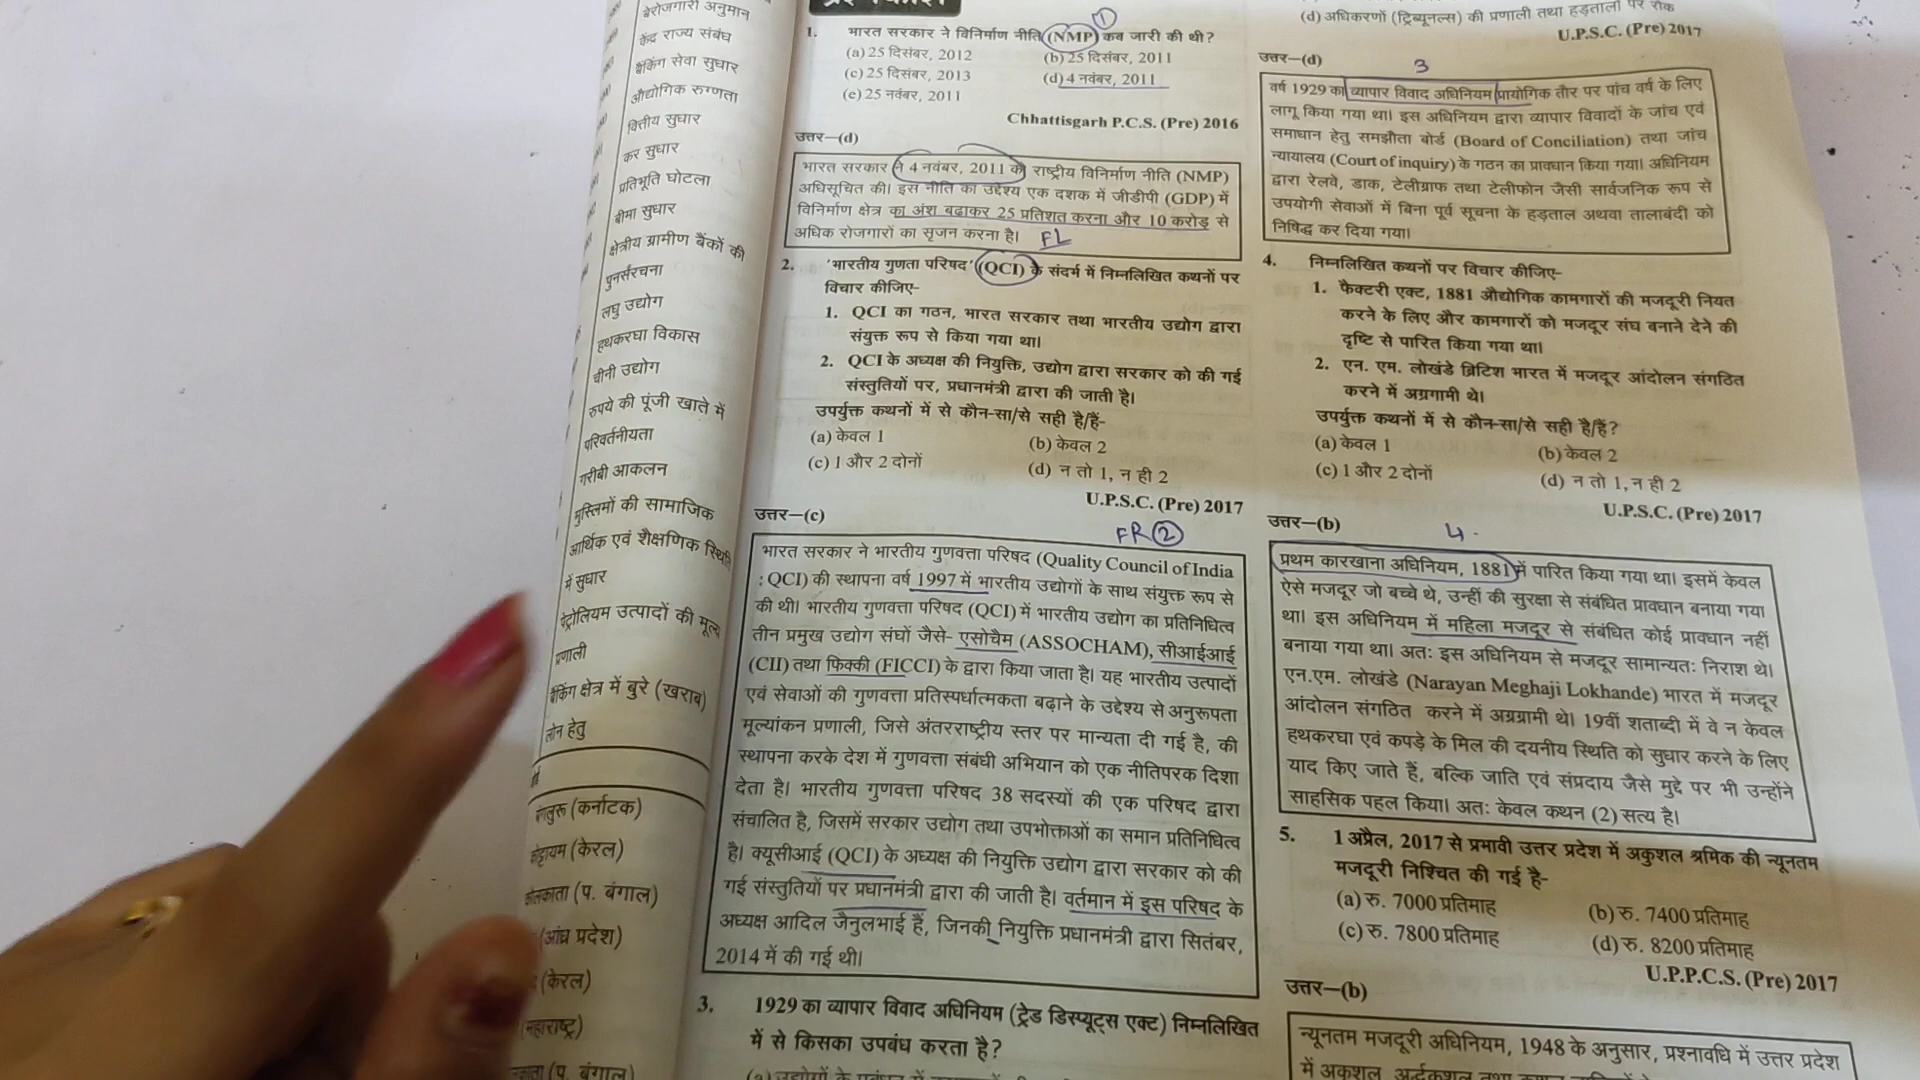 बेरोजगारी अनुमान
केंद्र राज्य संबंध
बैंकिंग सेवा सुधार
औद्योगिक रुग्णता
वित्तीय सुधार
कर सुधार
प्रतिभूति घोटला
बीमा सुधार
क्षेत्रीय ग्रामीण बैंकों की
पुनर्संरचना
लघु उद्योग
हथकरघा विकास
चीनी उद्योग
रुपये की पूंजी खाते में
परिवर्तनीयता
गरीबी आकलन
मुस्लिमों की सामाजिक
आर्थिक एवं शैक्षणिक स्थिति
में सुधार
पेट्रोलियम उत्पादों की मूल्य
प्रणाली
बैंकिंग क्षेत्र में बुरे (खराब)
लोन हेतु
(कर्नाटक)
(केरल)
(प. बंगाल)
(आंध्र प्रदेश)
(केरल)
(महाराष्ट्र)
(प. बंगाल)
1
1. भारत सरकार ने विनिर्माण नीति (NMP) कब जारी की थी?
(a) 25 दिसंबर, 2012 (b) 25 दिसंबर, 2011
(c) 25 दिसंबर, 2013 (d) 4 नवंबर, 2011
(e) 25 नवंबर, 2011
Chhattisgarh P.C.S. (Pre) 2016
उत्तर—(d)
भारत सरकार ने 4 नवंबर, 2011 को राष्ट्रीय विनिर्माण नीति (NMP)
अधिसूचित की। इस नीति का उद्देश्य एक दशक में जीडीपी (GDP) में
विनिर्माण क्षेत्र का अंश बढाकर 25 प्रतिशत करना और 10 करोड़ से
अधिक रोजगारों का सृजन करना है।
2. 'भारतीय गुणता परिषद' (QCI) के संदर्भ में निम्नलिखित कथनों पर
विचार कीजिए-
1. QCI का गठन, भारत सरकार तथा भारतीय उद्योग द्वारा
संयुक्त रूप से किया गया था।
2. QCI के अध्यक्ष की नियुक्ति, उद्योग द्वारा सरकार को की गई
संस्तुतियों पर, प्रधानमंत्री द्वारा की जाती है।
उपर्युक्त कथनों में से कौन-सा/से सही है/हैं-
(a) केवल 1 (b) केवल 2
(c) 1 और 2 दोनों (d) न तो 1, न ही 2
U.P.S.C. (Pre) 2017
उत्तर—(c)
FR 2
भारत सरकार ने भारतीय गुणवत्ता परिषद (Quality Council of India
: QCI) की स्थापना वर्ष 1997 में भारतीय उद्योगों के साथ संयुक्त रूप से
की थी। भारतीय गुणवत्ता परिषद (QCI) में भारतीय उद्योग का प्रतिनिधित्व
तीन प्रमुख उद्योग संघों जैसे- एसोचैम (ASSOCHAM), सीआईआई
(CII) तथा फिक्की (FICCI) के द्वारा किया जाता है। यह भारतीय उत्पादों
एवं सेवाओं की गुणवत्ता प्रतिस्पर्धात्मकता बढ़ाने के उद्देश्य से अनुरूपता
मूल्यांकन प्रणाली, जिसे अंतरराष्ट्रीय स्तर पर मान्यता दी गई है, की
स्थापना करके देश में गुणवत्ता संबंधी अभियान को एक नीतिपरक दिशा
देता है। भारतीय गुणवत्ता परिषद 38 सदस्यों की एक परिषद द्वारा
संचालित है, जिसमें सरकार उद्योग तथा उपभोक्ताओं का समान प्रतिनिधित्व
है। क्यूसीआई (QCI) के अध्यक्ष की नियुक्ति उद्योग द्वारा सरकार को की
गई संस्तुतियों पर प्रधानमंत्री द्वारा की जाती है। वर्तमान में इस परिषद के
अध्यक्ष आदिल जैनुलभाई हैं, जिनकी नियुक्ति प्रधानमंत्री द्वारा सितंबर,
2014 में की गई थी।
3. 1929 का व्यापार विवाद अधिनियम (ट्रेड डिस्प्यूट्स एक्ट) निम्नलिखित
में से किसका उपबंध करता है?
(d) अधिकरणों (ट्रिब्यूनल्स) की प्रणाली तथा हड़तालों पर रोक
U.P.S.C. (Pre) 2017
उत्तर—(d)
3
वर्ष 1929 का व्यापार विवाद अधिनियम प्रायोगिक तौर पर पांच वर्ष के लिए
लागू किया गया था। इस अधिनियम द्वारा व्यापार विवादों के जांच एवं
समाधान हेतु समझौता बोर्ड (Board of Conciliation) तथा जांच
न्यायालय (Court of inquiry) के गठन का प्रावधान किया गया। अधिनियम
द्वारा रेलवे, डाक, टेलीग्राफ तथा टेलीफोन जैसी सार्वजनिक रूप से
उपयोगी सेवाओं में बिना पूर्व सूचना के हड़ताल अथवा तालाबंदी को
निषिद्ध कर दिया गया।
4. निम्नलिखित कथनों पर विचार कीजिए-
1. फैक्टरी एक्ट, 1881 औद्योगिक कामगारों की मजदूरी नियत
करने के लिए और कामगारों को मजदूर संघ बनाने देने की
दृष्टि से पारित किया गया था।
2. एन. एम. लोखंडे ब्रिटिश भारत में मजदूर आंदोलन संगठित
करने में अग्रगामी थे।
उपर्युक्त कथनों में से कौन-सा/से सही है/हैं?
(a) केवल 1 (b) केवल 2
(c) 1 और 2 दोनों (d) न तो 1, न ही 2
U.P.S.C. (Pre) 2017
उत्तर—(b)
4.
प्रथम कारखाना अधिनियम, 1881 में पारित किया गया था। इसमें केवल
ऐसे मजदूर जो बच्चे थे, उन्हीं की सुरक्षा से संबंधित प्रावधान बनाया गया
था। इस अधिनियम में महिला मजदूर से संबंधित कोई प्रावधान नहीं
बनाया गया था। अतः इस अधिनियम से मजदूर सामान्यतः निराश थे।
एन.एम. लोखंडे (Narayan Meghaji Lokhande) भारत में मजदूर
आंदोलन संगठित करने में अग्रग्रामी थे। 19वीं शताब्दी में वे न केवल
हथकरघा एवं कपड़े के मिल की दयनीय स्थिति को सुधार करने के लिए
याद किए जाते हैं, बल्कि जाति एवं संप्रदाय जैसे मुद्दे पर भी उन्होंने
साहसिक पहल किया। अतः केवल कथन (2) सत्य है।
5. 1 अप्रैल, 2017 से प्रभावी उत्तर प्रदेश में अकुशल श्रमिक की न्यूनतम
मजदूरी निश्चित की गई है-
(a) रु. 7000 प्रतिमाह (b) रु. 7400 प्रतिमाह
(c) रु. 7800 प्रतिमाह (d) रु. 8200 प्रतिमाह
U.P.P.C.S. (Pre) 2017
उत्तर—(b)
न्यूनतम मजदूरी अधिनियम, 1948 के अनुसार, प्रश्नावधि में उत्तर प्रदेश
में अकुशल, अर्द्धकुशल तथा